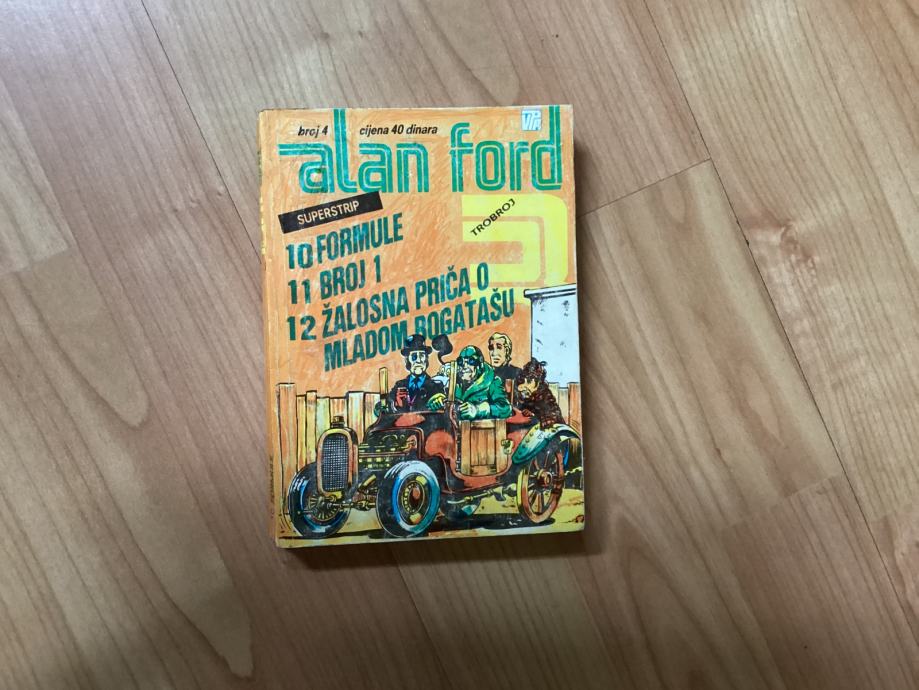 broj 4 cijena 40 dinara
VPA
alan ford
SUPERSTRIP
TROBROJ
10 FORMULE
11 BROJ 1
12 ŽALOSNA PRIČA O
MLADOM BOGATAŠU